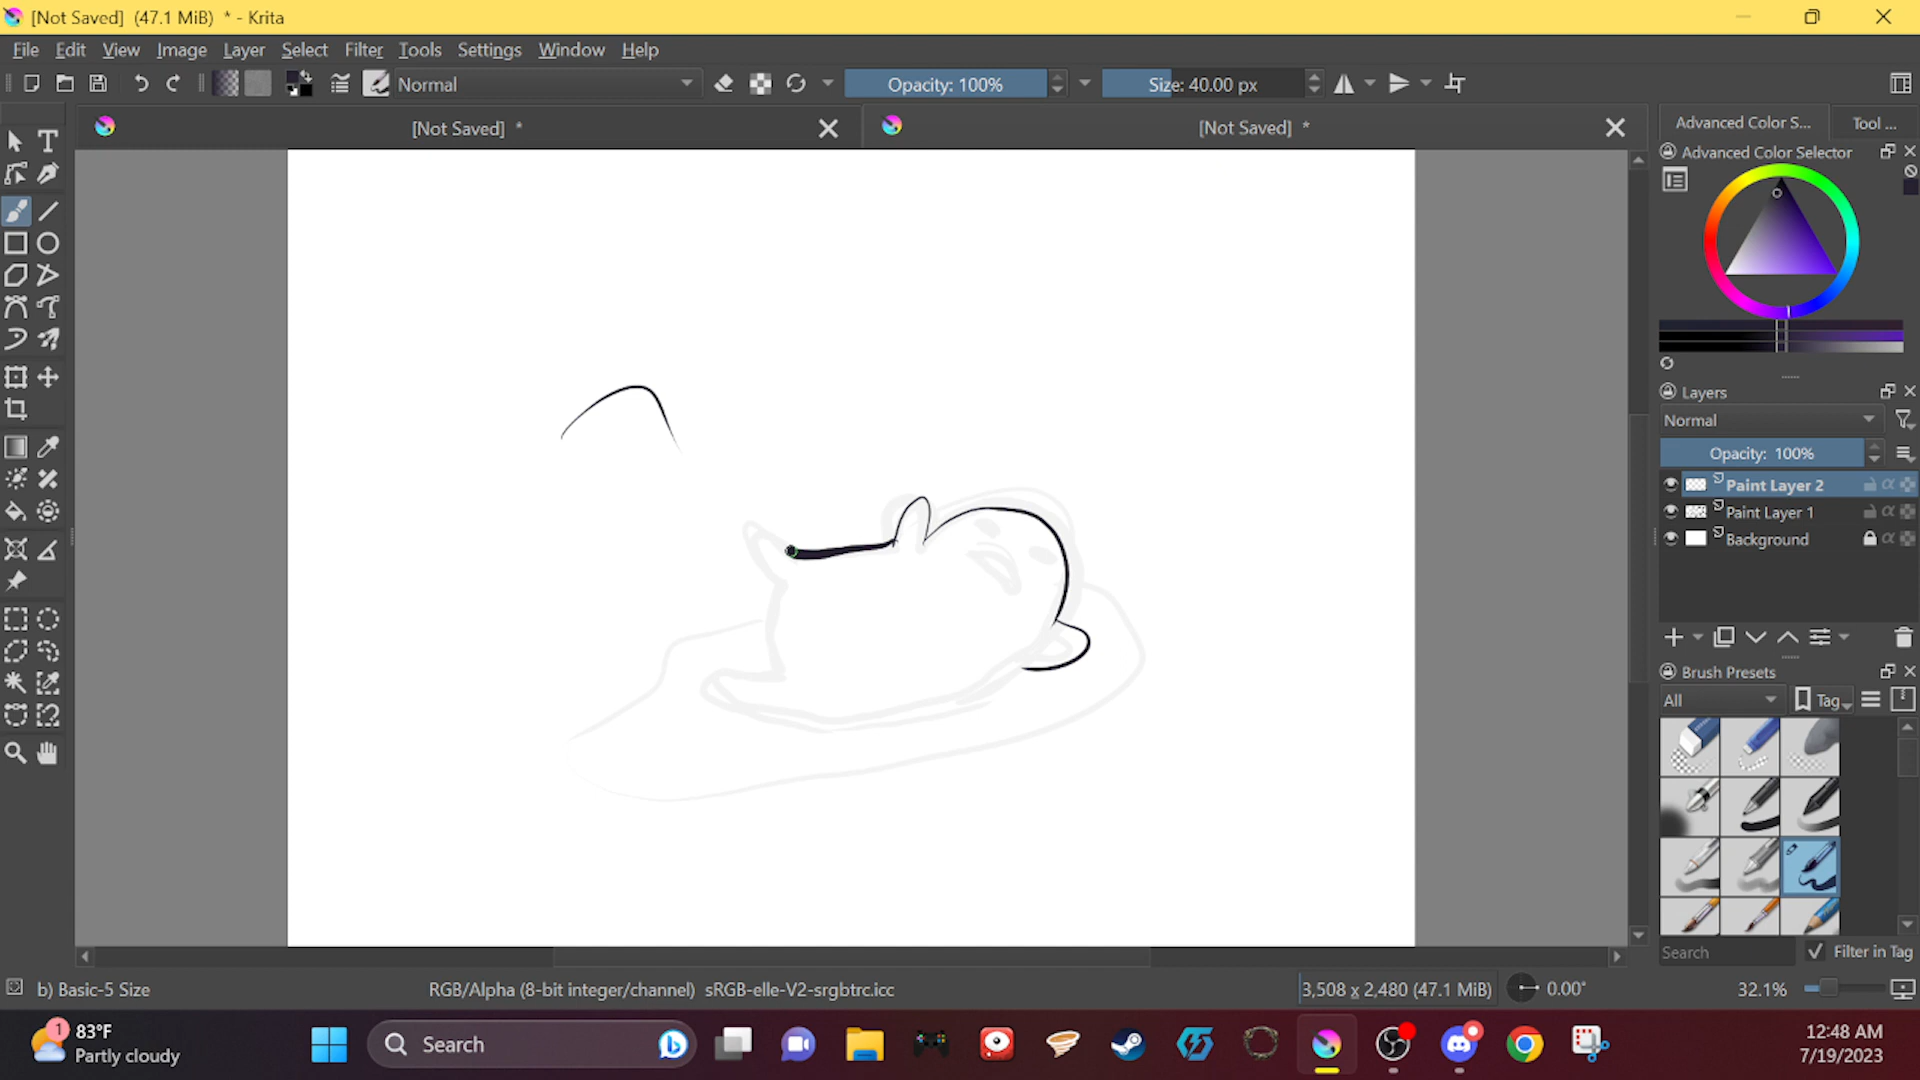 [Not Saved]  (47.1 MiB)  * - Krita
File Edit View Image Layer Select Filter Tools Settings Window Help
Normal
Opacity: 100%
Size: 40.00 px
[Not Saved]  *
[Not Saved]  *
Advanced Color S...
Tool ...
Advanced Color Selector
Layers
Normal
Opacity:  100%
Paint Layer 2
Paint Layer 1
Background
Brush Presets
All
Tag
Search
Filter in Tag
b) Basic-5 Size
RGB/Alpha (8-bit integer/channel)  sRGB-elle-V2-srgbtrc.icc
3,508 x 2,480 (47.1 MiB)
0.00°
32.1%
1
83°F
Partly cloudy
Search
12:48 AM
7/19/2023